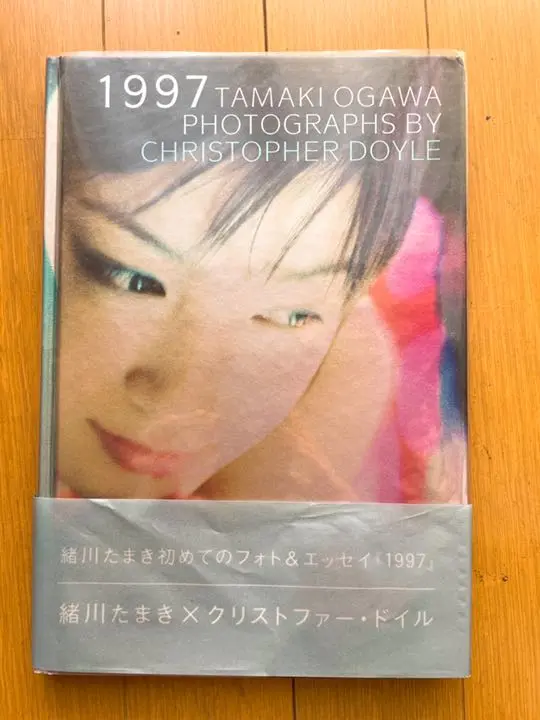 1997 TAMAKI OGAWA
PHOTOGRAPHS BY
CHRISTOPHER DOYLE
緒川たまき初めてのフォト&エッセイ『1997』
緒川たまき×クリストファー・ドイル